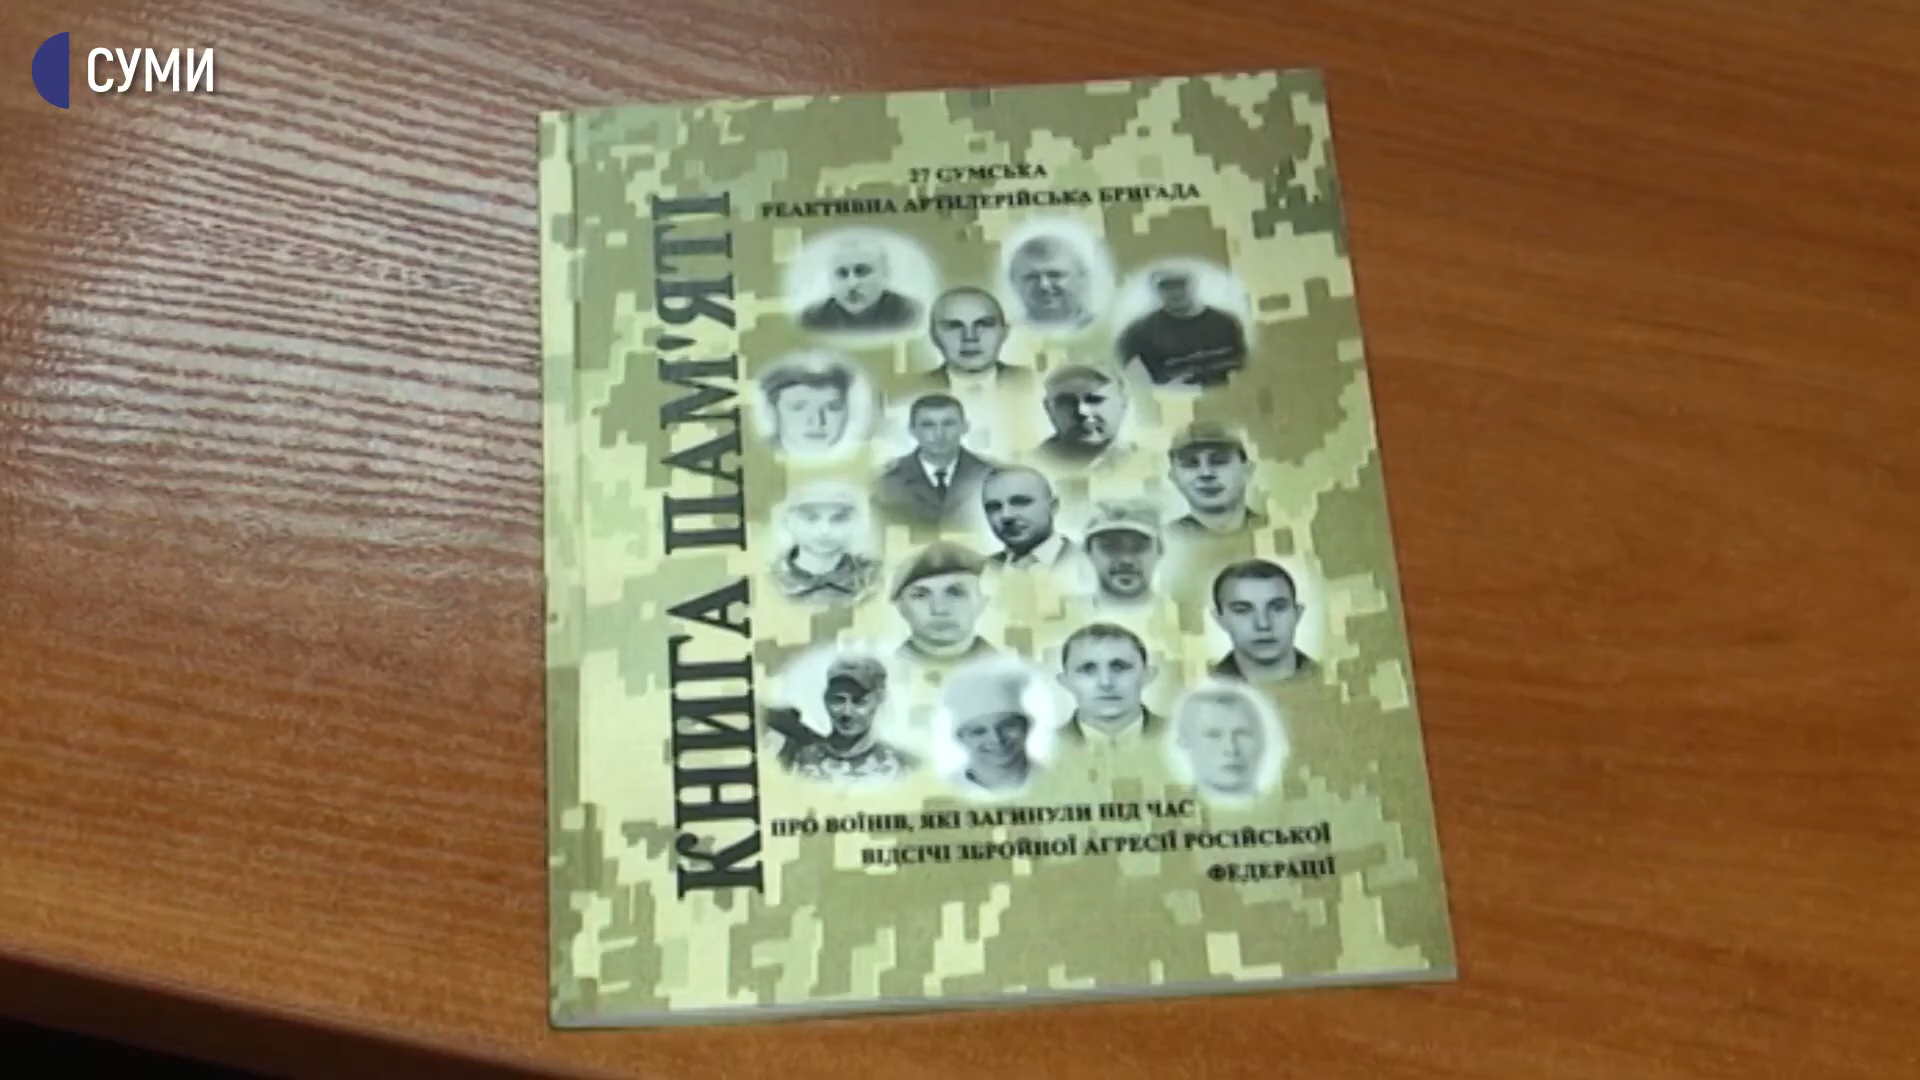 СУМИ
27 СУМСЬКА
РЕАКТИВНА АРТИЛЕРІЙСЬКА БРИГАДА
КНИГА ПАМ'ЯТІ
ПРО ВОЇНІВ, ЯКІ ЗАГИНУЛИ ПІД ЧАС
ВІДСІЧІ ЗБРОЙНОЇ АГРЕСІЇ РОСІЙСЬКОЇ
ФЕДЕРАЦІЇ